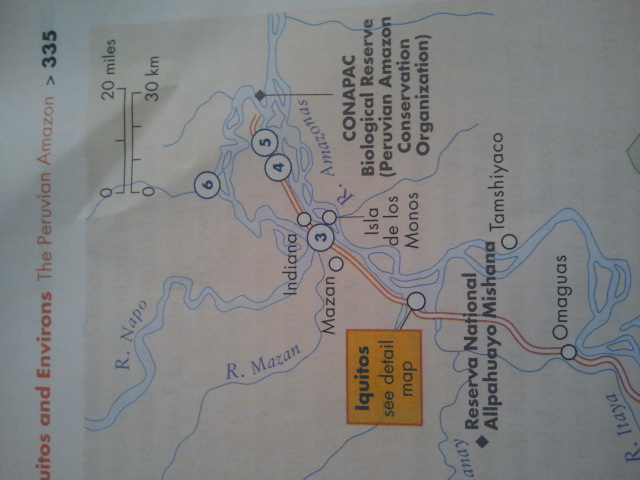 uitos and Environs The Peruvian Amazon > 335
0 20 miles
0 30 km
R. Napo
R. Mazan
6
5
4
3
CONAPAC
Biological Reserve
(Peruvian Amazon
Conservation
Organization)
R. Amazonas
Indiana
Mazan
Isla
de los
Monos
Iquitos
see detail
map
Tamshiyaco
Reserva National
Allpahuayo Mishana
Omaguas
anay
R. Itaya